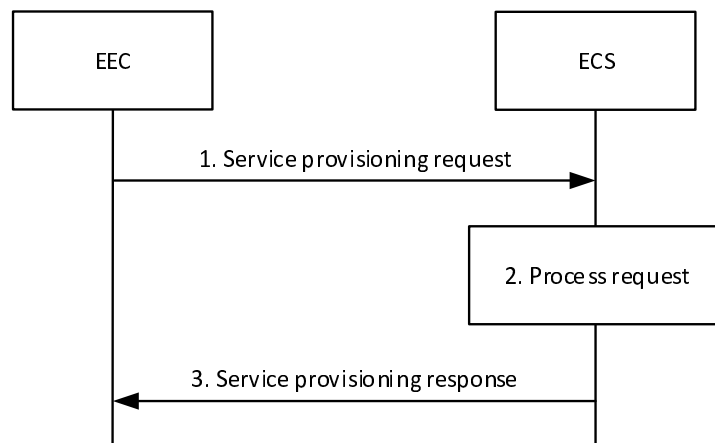 EEC
ECS
1. Service provisioning request
2. Process request
3. Service provisioning response